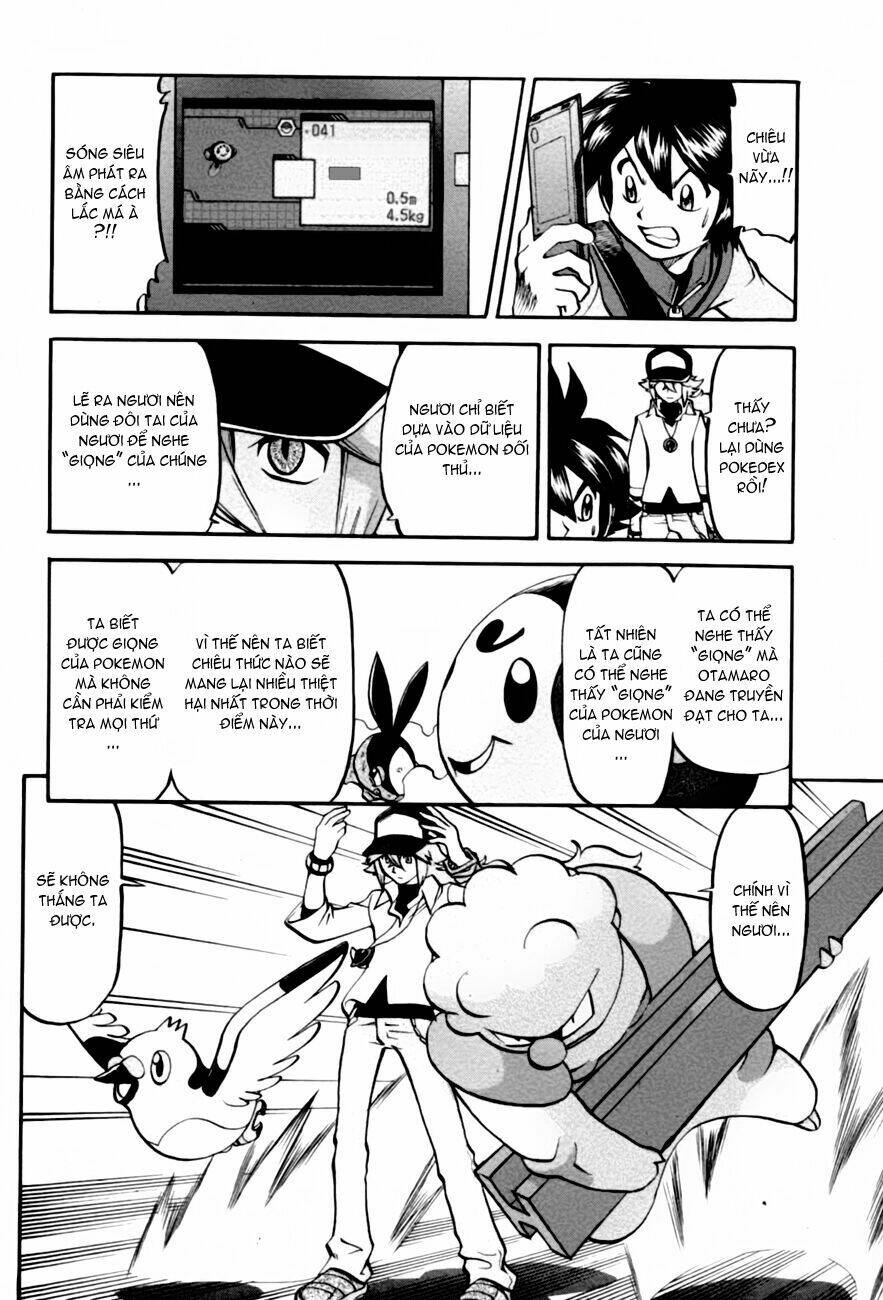 CHIÊU
VỪA
NÃY...!!
·041
0.5m
4.5kg
SÓNG SIÊU
ÂM PHÁT RA
BẰNG CÁCH
LẮC MÁ À
?!!
THẤY
CHƯA?
LẠI DÙNG
POKEDEX
RỒI!
NGƯƠI CHỈ BIẾT
DỰA VÀO DỮ LIỆU
CỦA POKEMON ĐỐI
THỦ...
LẼ RA NGƯƠI NÊN
DÙNG ĐÔI TAI CỦA
NGƯƠI ĐỂ NGHE
"GIỌNG" CỦA CHÚNG
...
TA CÓ THỂ
NGHE THẤY
"GIỌNG" MÀ
OTAMARO
ĐANG TRUYỀN
ĐẠT CHO TA...
TẤT NHIÊN
LÀ TA CŨNG
CÓ THỂ NGHE
THẤY "GIỌNG"
CỦA POKEMON
CỦA NGƯƠI
...
VÌ THẾ NÊN TA BIẾT
CHIÊU THỨC NÀO SẼ
MANG LẠI NHIỀU THIỆT
HẠI NHẤT TRONG THỜI
ĐIỂM NÀY...
TA BIẾT
ĐƯỢC GIỌNG
CỦA POKEMON
MÀ KHÔNG
CẦN PHẢI KIỂM
TRA MỌI THỨ
...
CHÍNH VÌ
THẾ NÊN
NGƯƠI...
SẼ KHÔNG
THẮNG TA
ĐƯỢC.